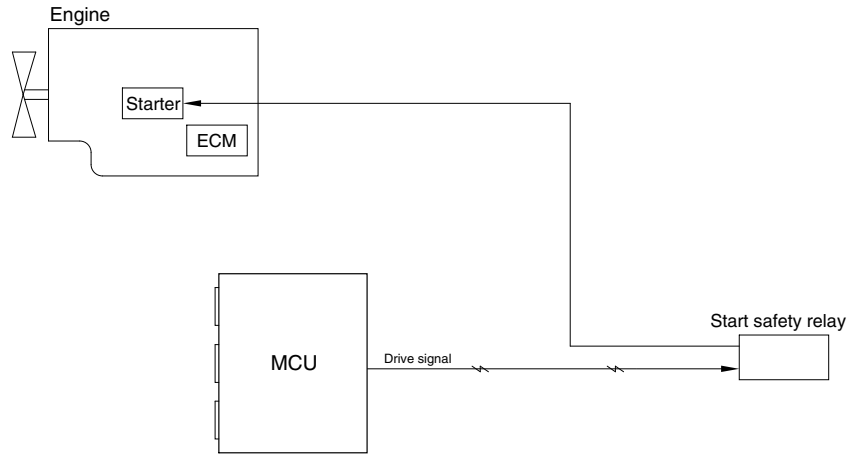 Engine
Starter
ECM
Start safety relay
MCU
Drive signal